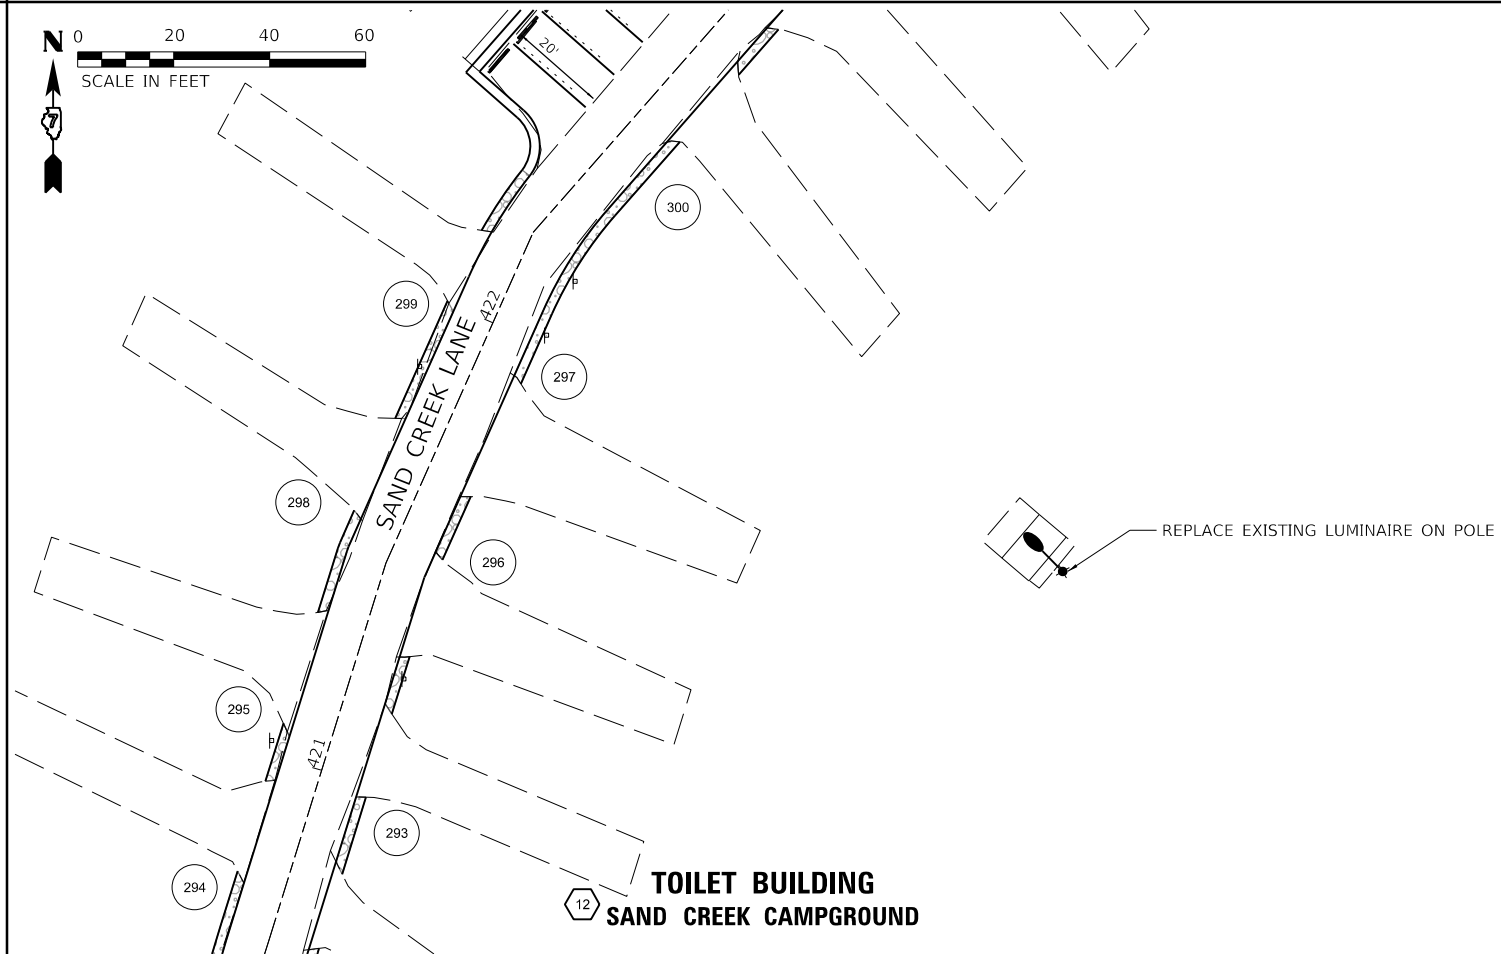 N
0 20 40 60
SCALE IN FEET
7
20'
300
299
422
SAND CREEK LANE
297
298
REPLACE EXISTING LUMINAIRE ON POLE
296
295
421
293
294
TOILET BUILDING
12
SAND CREEK CAMPGROUND